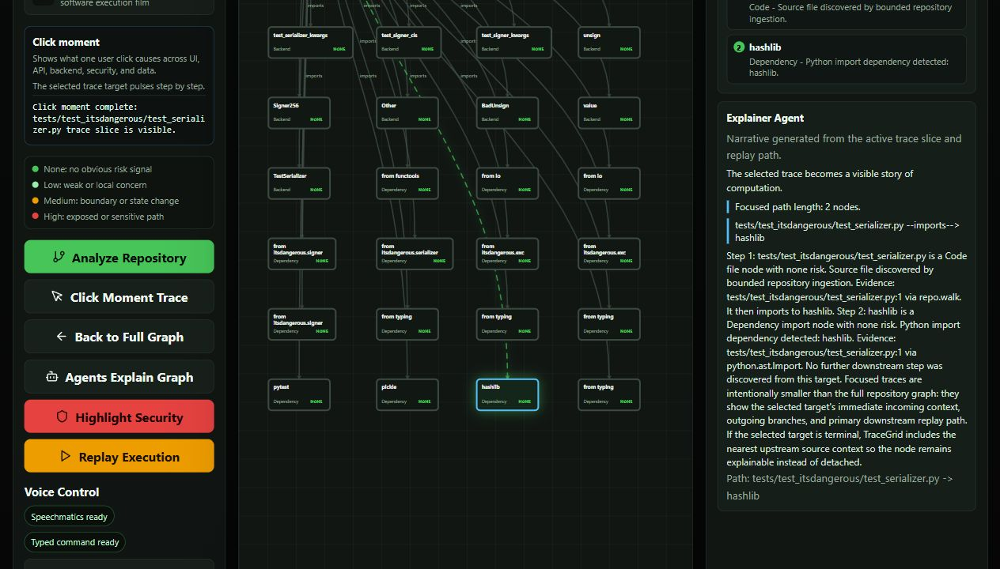 software execution film
Click moment
Shows what one user click causes across UI,
API, backend, security, and data.
The selected trace target pulses step by step.
Click moment complete:
tests/test_itsdangerous/test_seriali
zer.py trace slice is visible.
None: no obvious risk signal
Low: weak or local concern
Medium: boundary or state change
High: exposed or sensitive path
Analyze Repository
Click Moment Trace
Back to Full Graph
Agents Explain Graph
Highlight Security
Replay Execution
Voice Control
Speechmatics ready
Typed command ready
imports
imports
imports
test_serializer_kwargs
Backend
NONE
imports
test_signer_cls
Backend
NONE
imports
test_signer_kwargs
Backend
NONE
unsign
Backend
NONE
imports
imports
imports
imports
Signer256
Backend
NONE
Other
Backend
NONE
BadUnsign
Backend
NONE
value
Backend
NONE
TestSerializer
Backend
NONE
from functools
Dependency
NONE
from io
Dependency
NONE
from io
Dependency
NONE
from
itsdangerous.signer
Dependency
NONE
from
itsdangerous.serializer
Dependency
NONE
from
itsdangerous.exc
Dependency
NONE
from
itsdangerous.exc
Dependency
NONE
from
itsdangerous.signer
Dependency
NONE
from typing
Dependency
NONE
from typing
Dependency
NONE
from typing
Dependency
NONE
pytest
Dependency
NONE
pickle
Dependency
NONE
hashlib
Dependency
NONE
from typing
Dependency
NONE
Code - Source file discovered by bounded repository
ingestion.
2
hashlib
Dependency - Python import dependency detected:
hashlib.
Explainer Agent
Narrative generated from the active trace slice and
replay path.
The selected trace becomes a visible story of
computation.
Focused path length: 2 nodes.
tests/test_itsdangerous/test_serializer.py --imports-->
hashlib
Step 1: tests/test_itsdangerous/test_serializer.py is a Code
file node with none risk. Source file discovered by
bounded repository ingestion. Evidence:
tests/test_itsdangerous/test_serializer.py:1 via repo.walk.
It then imports to hashlib. Step 2: hashlib is a
Dependency import node with none risk. Python import
dependency detected: hashlib. Evidence:
tests/test_itsdangerous/test_serializer.py:1 via
python.ast.Import. No further downstream step was
discovered from this target. Focused traces are
intentionally smaller than the full repository graph: they
show the selected target's immediate incoming context,
outgoing branches, and primary downstream replay path.
If the selected target is terminal, TraceGrid includes the
nearest upstream source context so the node remains
explainable instead of detached.
Path: tests/test_itsdangerous/test_serializer.py ->
hashlib